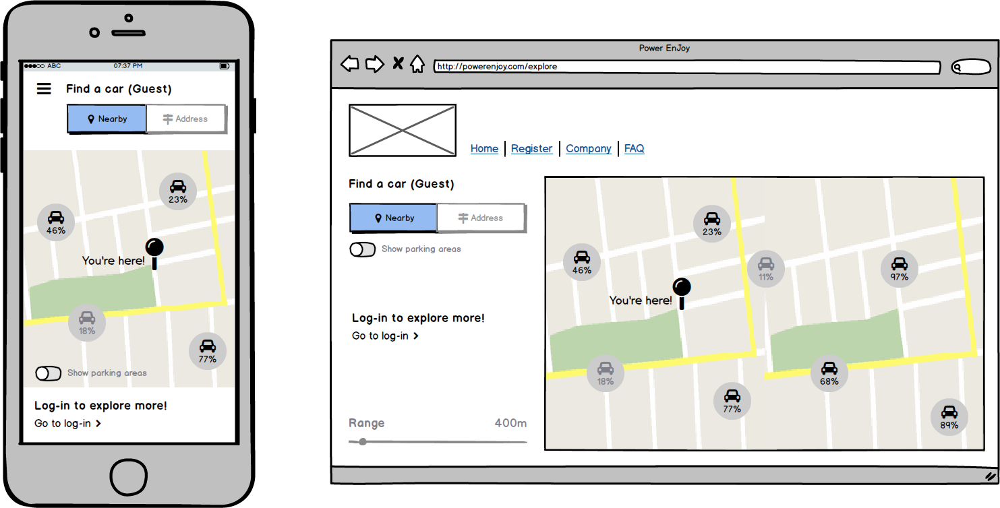 ABC 07:37 PM
Find a car (Guest)
Nearby Address
23%
46%
You're here!
18%
77%
Show parking areas
Log-in to explore more!
Go to log-in
Power EnJoy
http://powerenjoy.com/explore
Home Register Company FAQ
Find a car (Guest)
Nearby Address
Show parking areas
Log-in to explore more!
Go to log-in
Range 400m
23%
46%
11%
97%
You're here!
18%
68%
77%
89%